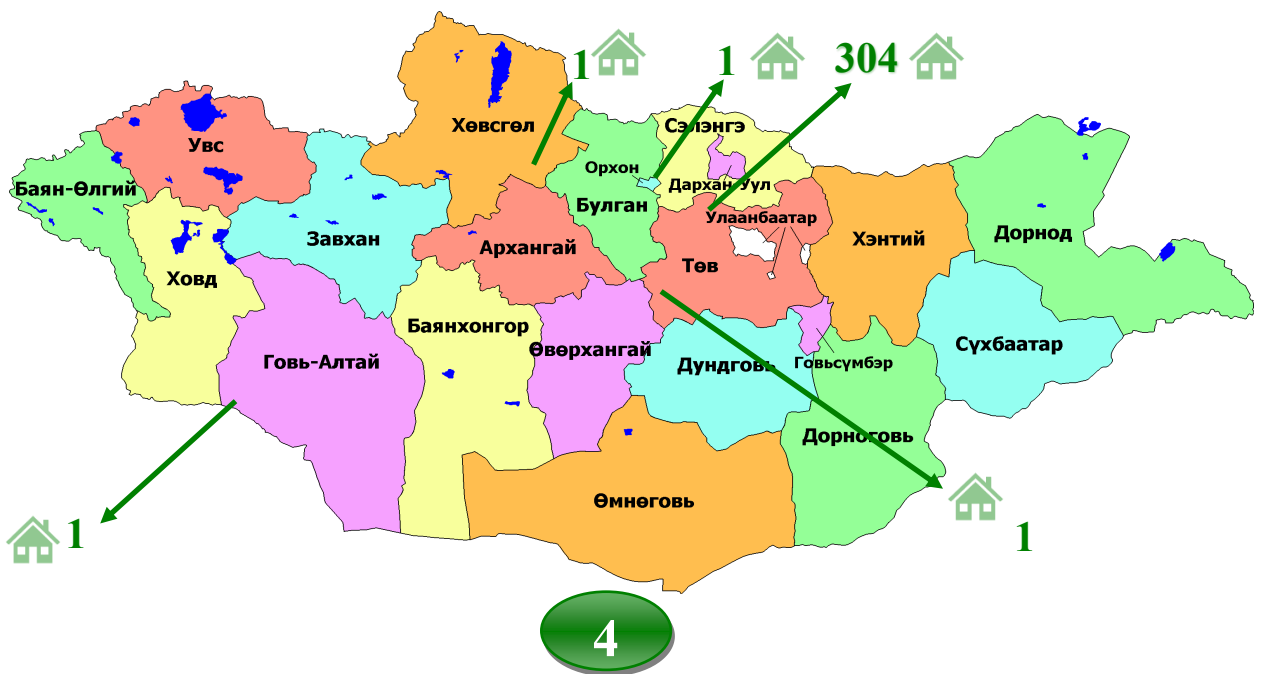 1
1
304
Хөвсгөл
Сэлэнгэ
Увс
Орхон
Дархан-Уул
Баян-Өлгий
Булган
Улаанбаатар
Завхан
Архангай
Хэнтий
Дорнод
Ховд
Төв
Баянхонгор
Өвөрхангай
Говь-Алтай
Дундговь
Говьсүмбэр
Сүхбаатар
Дорноговь
Өмнөговь
1
1
4